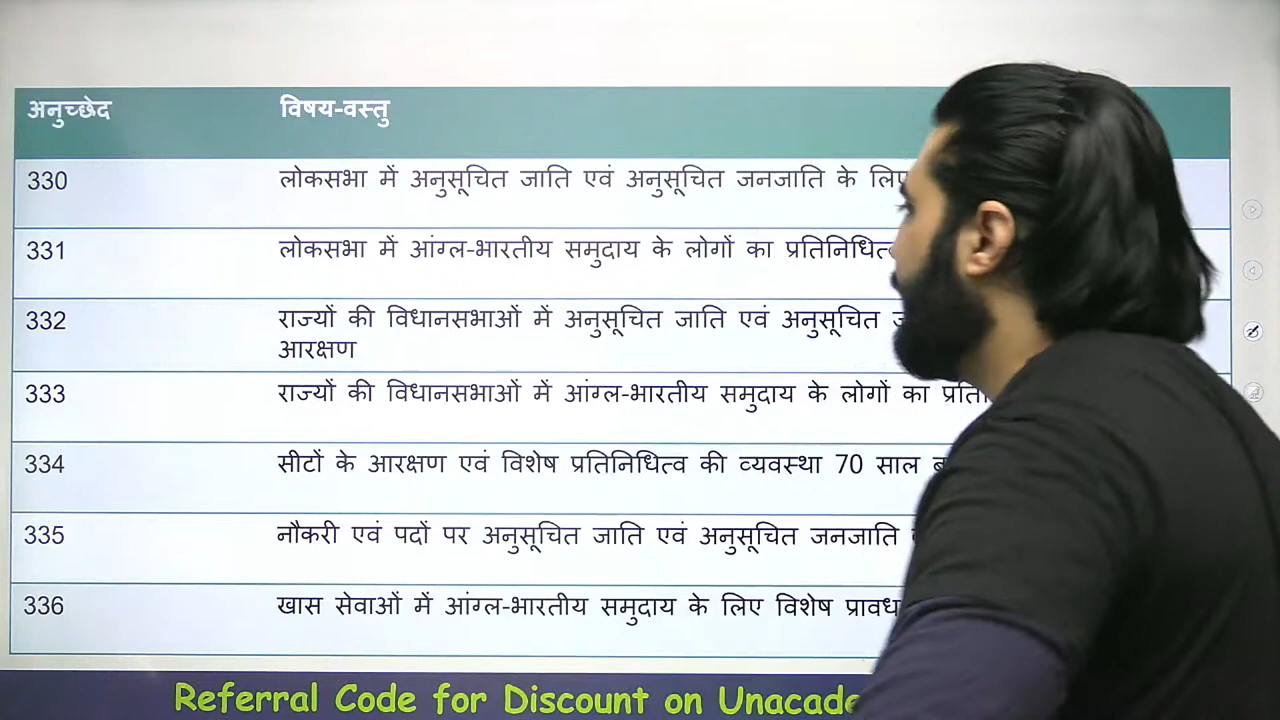 अनुच्छेद विषय-वस्तु
330 लोकसभा में अनुसूचित जाति एवं अनुसूचित जनजाति के
331 लोकसभा में आंग्ल-भारतीय समुदाय के लोगों का
332 राज्यों की विधानसभाओं में अनुसूचित जाति एवं अनुसूचित
आरक्षण
333 राज्यों की विधानसभाओं में आंग्ल-भारतीय समुदाय के लोगों का
334 सीटों के आरक्षण एवं विशेष प्रतिनिधित्व की व्यवस्था 70 साल
335 नौकरी एवं पदों पर अनुसूचित जाति एवं अनुसूचित जनजाति
336 खास सेवाओं में आंग्ल-भारतीय समुदाय के लिए विशेष
Referral Code for Discount on